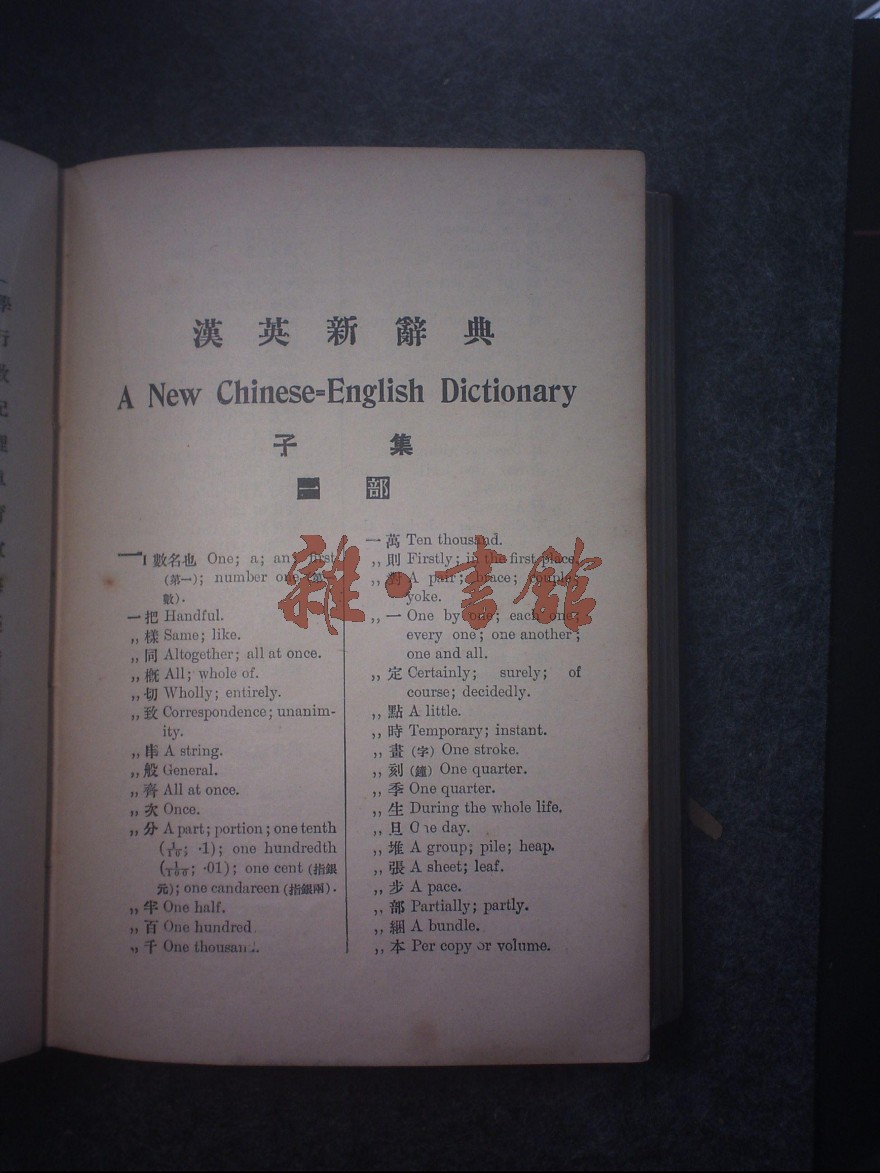 漢英新辭典
A New Chinese=English Dictionary
子集
一部
一 數名也 One; a; an; first
(第一); number one (第一
數).
一把 Handful.
,, 樣 Same; like.
,, 同 Altogether; all at once.
,, 概 All; whole of.
,, 切 Wholly; entirely.
,, 致 Correspondence; unanim-
ity.
,, 串 A string.
,, 般 General.
,, 齊 All at once.
,, 次 Once.
,, 分 A part; portion; one tenth
(1/10; ·1); one hundredth
(1/100; ·01); one cent (指銀
元); one candareen (指銀兩).
,, 半 One half.
,, 百 One hundred
,, 千 One thousand.
一萬 Ten thousand.
,, 則 Firstly; in the first place.
,, 對 A pair; brace; couple;
yoke.
,, 一 One by one; each one;
every one; one another;
one and all.
,, 定 Certainly; surely; of
course; decidedly.
,, 點 A little.
,, 時 Temporary; instant.
,, 畫 (字) One stroke.
,, 刻 (鐘) One quarter.
,, 季 One quarter.
,, 生 During the whole life.
,, 旦 One day.
,, 堆 A group; pile; heap.
,, 張 A sheet; leaf.
,, 步 A pace.
,, 部 Partially; partly.
,, 綑 A bundle.
,, 本 Per copy or volume.
雜·書館